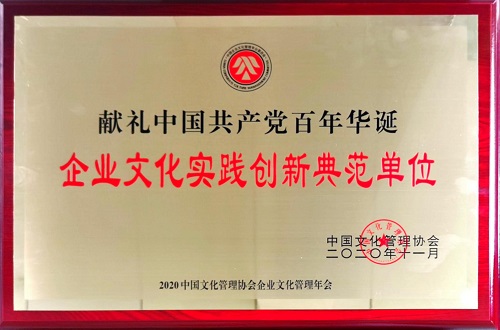 献礼中国共产党百年华诞
企业文化实践创新典范单位
中国文化管理协会
二〇二〇年十一月
2020中国文化管理协会企业文化管理年会